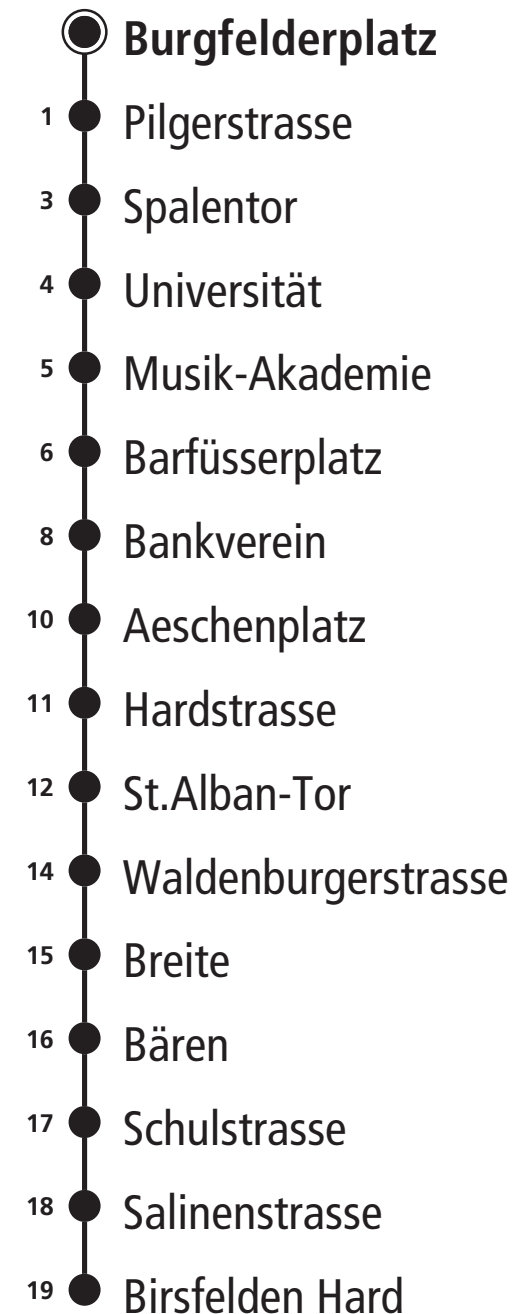 Burgfelderplatz
1 Pilgerstrasse
3 Spalentor
4 Universität
5 Musik-Akademie
6 Barfüsserplatz
8 Bankverein
10 Aeschenplatz
11 Hardstrasse
12 St.Alban-Tor
14 Waldenburgerstrasse
15 Breite
16 Bären
17 Schulstrasse
18 Salinenstrasse
19 Birsfelden Hard